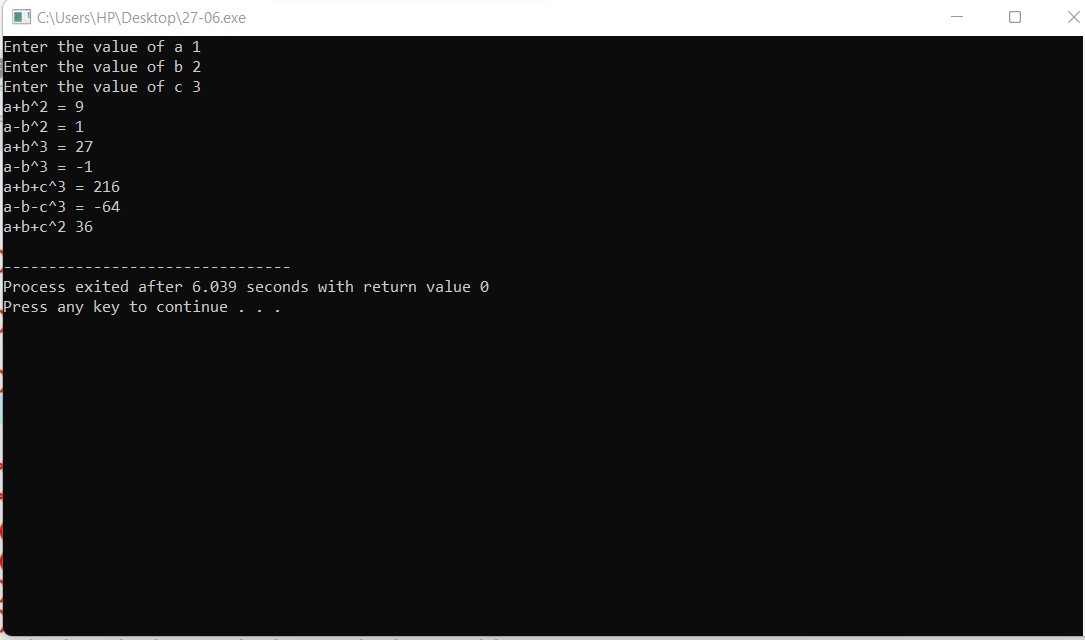 C:\Users\HP\Desktop\27-06.exe
Enter the value of a 1
Enter the value of b 2
Enter the value of c 3
a+b^2 = 9
a-b^2 = 1
a+b^3 = 27
a-b^3 = -1
a+b+c^3 = 216
a-b-c^3 = -64
a+b+c^2 36
--------------------------------
Process exited after 6.039 seconds with return value 0
Press any key to continue . . .